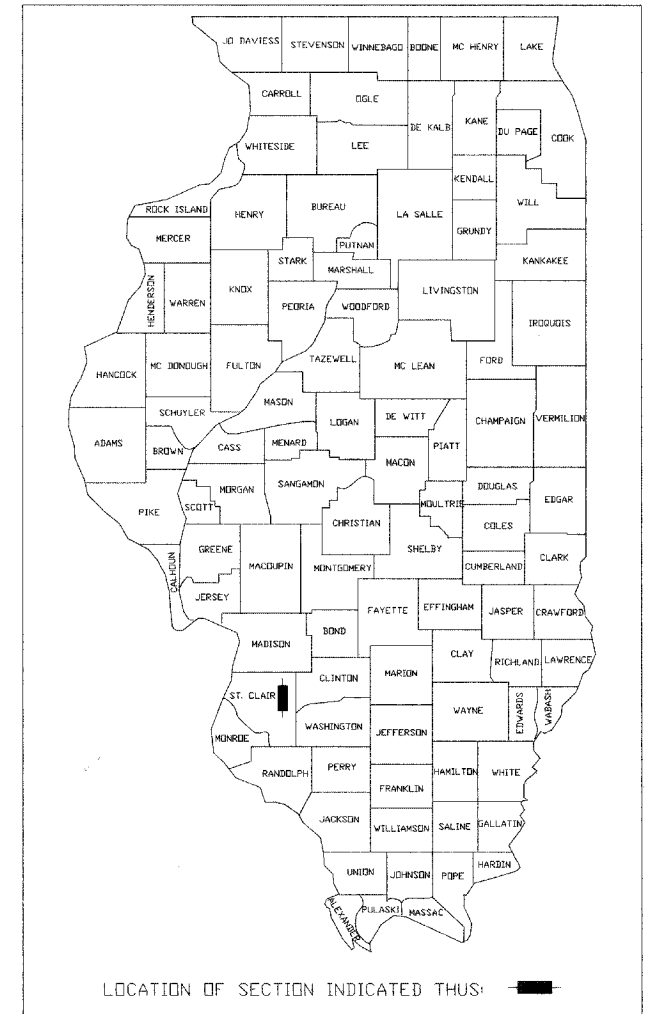 JO DAVIESS STEVENSON WINNEBAGO BOONE MC HENRY LAKE
CARROLL OGLE DE KALB KANE DU PAGE COOK
WHITESIDE LEE
KENDALL
ROCK ISLAND HENRY BUREAU LA SALLE WILL
MERCER PUTNAN GRUNDY
STARK MARSHALL KANKAKEE
HENDERSON WARREN KNOX PEORIA WOODFORD LIVINGSTON IROQUOIS
HANCOCK MC DONOUGH FULTON TAZEWELL MC LEAN FORD
SCHUYLER MASON
ADAMS BROWN CASS MENARD LOGAN DE WITT PIATT CHAMPAIGN VERMILION
MACON
PIKE SCOTT MORGAN SANGAMON MOULTRIE DOUGLAS EDGAR
CHRISTIAN COLES
CALHOUN GREENE MACOUPIN MONTGOMERY SHELBY CUMBERLAND CLARK
JERSEY FAYETTE EFFINGHAM JASPER CRAWFORD
MADISON BOND
CLAY RICHLAND LAWRENCE
ST. CLAIR CLINTON MARION
WAYNE EDWARDS WABASH
MONROE WASHINGTON JEFFERSON
RANDOLPH PERRY HAMILTON WHITE
FRANKLIN
JACKSON WILLIAMSON SALINE GALLATIN
UNION JOHNSON POPE HARDIN
ALEXANDER PULASKI MASSAC
LOCATION OF SECTION INDICATED THUS: